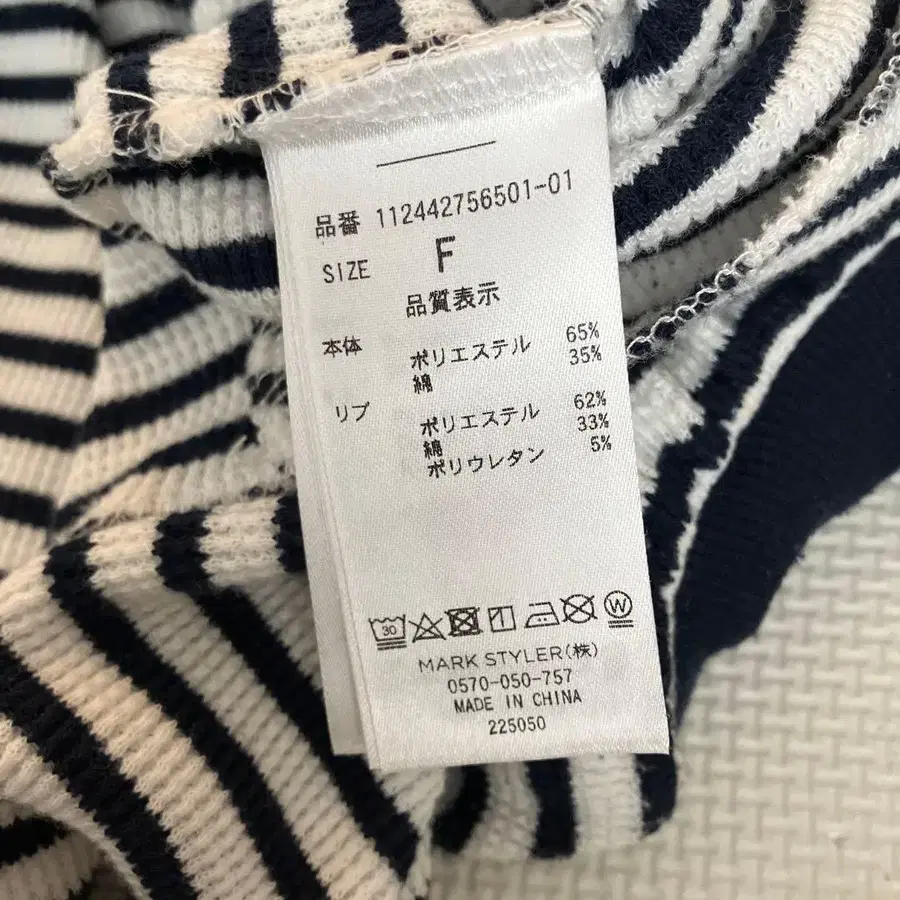 品番 112442756501-01
SIZE F
品質表示
本体 ポリエステル 65%
綿 35%
リブ ポリエステル 62%
綿 33%
ポリウレタン 5%
30 W
MARK STYLER(株)
0570-050-757
MADE IN CHINA
225050